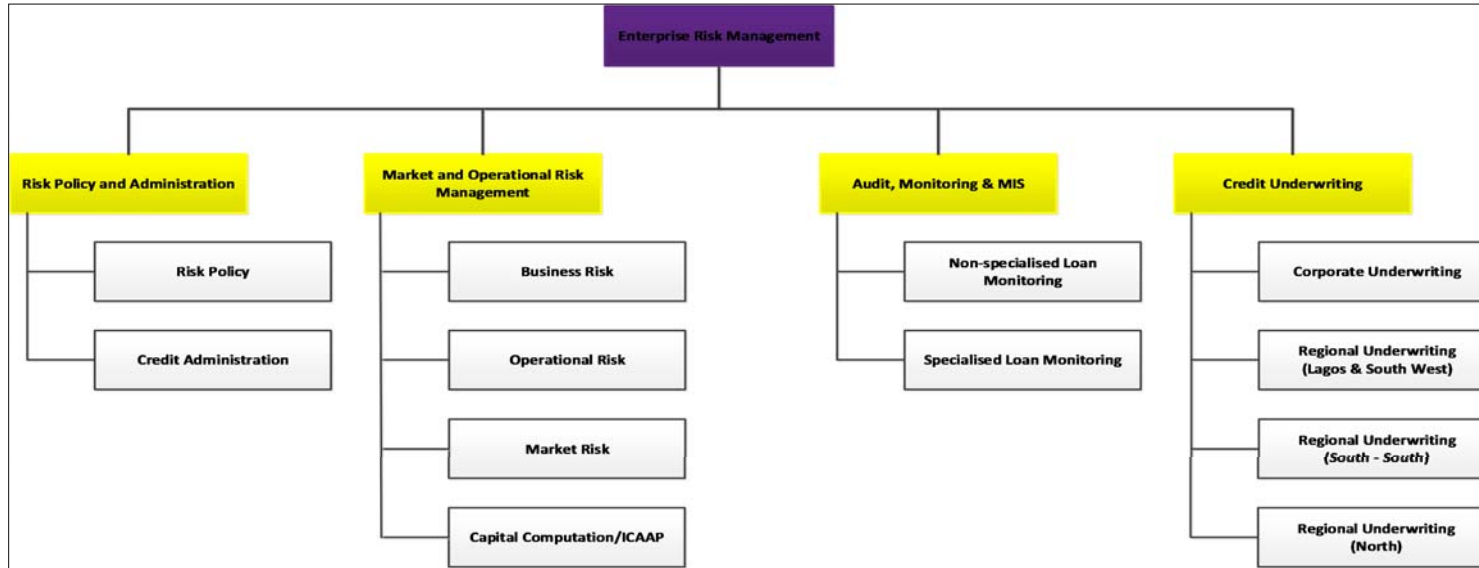 Enterprise Risk Management
Risk Policy and Administration
Market and Operational Risk
Management
Audit, Monitoring & MIS
Credit Underwriting
Risk Policy
Credit Administration
Business Risk
Operational Risk
Market Risk
Capital Computation/ICAAP
Non-specialised Loan
Monitoring
Specialised Loan Monitoring
Corporate Underwriting
Regional Underwriting
(Lagos & South West)
Regional Underwriting
(South - South)
Regional Underwriting
(North)